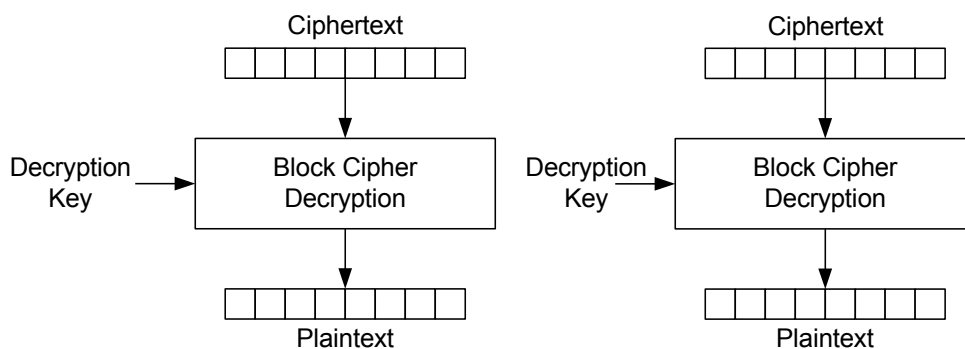 Ciphertext
Ciphertext
Decryption
Key
Block Cipher
Decryption
Decryption
Key
Block Cipher
Decryption
Plaintext
Plaintext